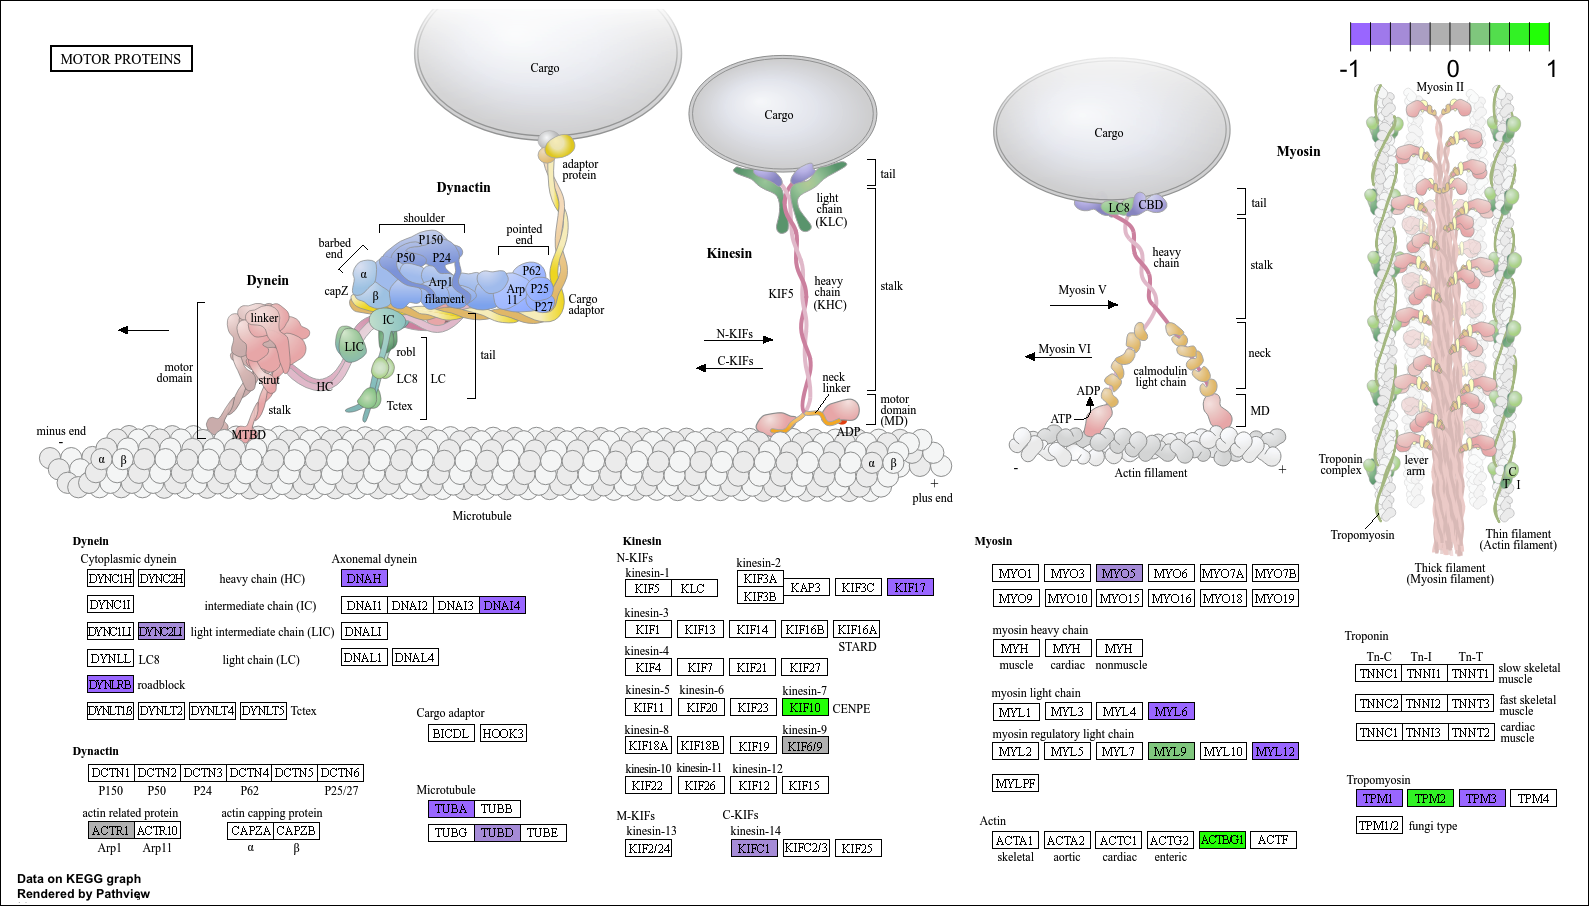 MOTOR PROTEINS
-1 0 1
Cargo
adaptor
protein
Dynactin
shoulder
P150
P50 P24
Arp1
filament
barbed
end
α
β
capZ
pointed
end
P62
Arp
11
P25
P27
Cargo
adaptor
Dynein
linker
strut
stalk
motor
domain
MTBD
HC
LIC
IC
robl
LC8
LC
Tctex
tail
minus end
-
α β
Microtubule
Cargo
tail
light
chain
(KLC)
Kinesin
KIF5
heavy
chain
(KHC)
stalk
N-KIFs
C-KIFs
neck
linker
motor
domain
(MD)
ADP
α β
+
plus end
Cargo
Myosin
LC8 CBD
tail
heavy
chain
stalk
Myosin V
Myosin VI
neck
calmodulin
light chain
ADP
ATP
MD
- +
Actin fillament
Myosin II
Troponin
complex
lever
arm
C
T I
Tropomyosin
Thin filament
(Actin filament)
Thick filament
(Myosin filament)
Dynein
Cytoplasmic dynein Axonemal dynein
DYNC1H DYNC2H heavy chain (HC) DNAH
DYNC1I intermediate chain (IC) DNAI1 DNAI2 DNAI3 DNAI4
DYNC1LI DYNC2LI light intermediate chain (LIC) DNALI
DYNLL LC8 light chain (LC) DNAL1 DNAL4
DYNLRB roadblock
DYNLT1B DYNLT2 DYNLT4 DYNLT5 Tctex
Cargo adaptor
BICDL HOOK3
Dynactin
DCTN1 DCTN2 DCTN3 DCTN4 DCTN5 DCTN6
P150 P50 P24 P62 P25/27
actin related protein actin capping protein
ACTR1 ACTR10 CAPZA CAPZB
Arp1 Arp11 α β
Microtubule
TUBA TUBB
TUBG TUBD TUBE
Kinesin
N-KIFs
kinesin-1 kinesin-2
KIF5 KLC KIF3A KIF3B KAP3 KIF3C KIF17
kinesin-3
KIF1 KIF13 KIF14 KIF16B KIF16A
STARD
kinesin-4
KIF4 KIF7 KIF21 KIF27
kinesin-5 kinesin-6 kinesin-7
KIF11 KIF20 KIF23 KIF10 CENPE
kinesin-8 kinesin-9
KIF18A KIF18B KIF19 KIF6/9
kinesin-10 kinesin-11 kinesin-12
KIF22 KIF26 KIF12 KIF15
M-KIFs C-KIFs
kinesin-13 kinesin-14
KIF2/24 KIFC1 KIFC2/3 KIF25
Myosin
MYO1 MYO3 MYO5 MYO6 MYO7A MYO7B
MYO9 MYO10 MYO15 MYO16 MYO18 MYO19
myosin heavy chain
MYH MYH MYH
muscle cardiac nonmuscle
myosin light chain
MYL1 MYL3 MYL4 MYL6
myosin regulatory light chain
MYL2 MYL5 MYL7 MYL9 MYL10 MYL12
MYLPF
Actin
ACTA1 ACTA2 ACTC1 ACTG2 ACTB/G1 ACTF
skeletal aortic cardiac enteric
Troponin
Tn-C Tn-I Tn-T
TNNC1 TNNI1 TNNT1 slow skeletal
muscle
TNNC2 TNNI2 TNNT3 fast skeletal
muscle
TNNC1 TNNI3 TNNT2 cardiac
muscle
Tropomyosin
TPM1 TPM2 TPM3 TPM4
TPM1/2 fungi type
Data on KEGG graph
Rendered by Pathview